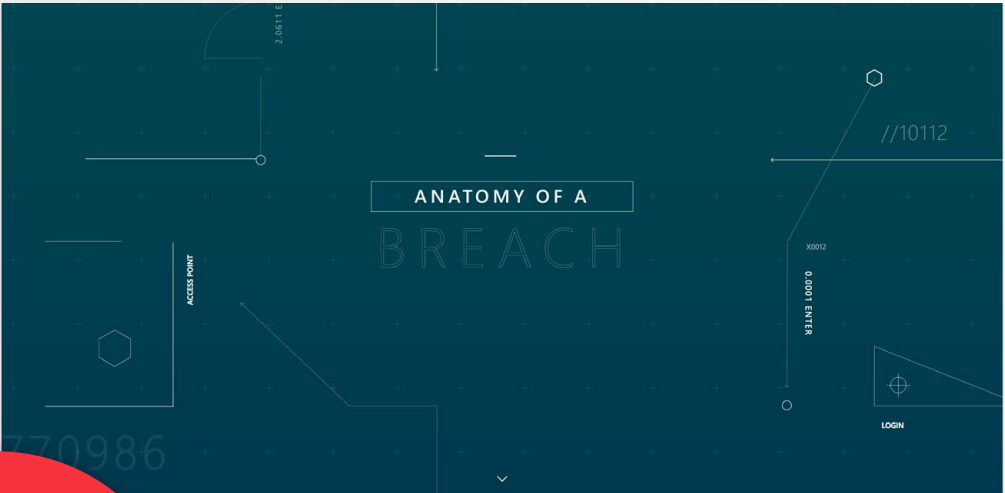 2.0611 E
//10112
ANATOMY OF A
BREACH
X0012
ACCESS POINT
0.0001 ENTER
LOGIN
770986